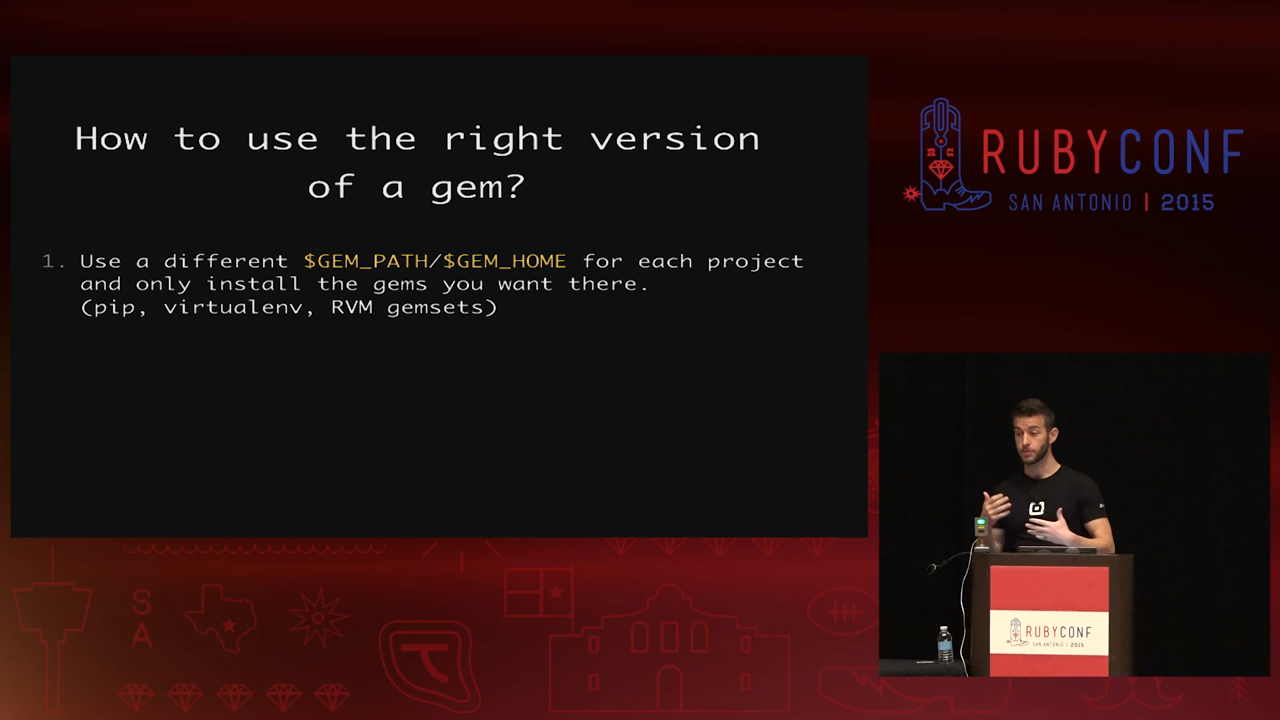 How to use the right version
of a gem?
1. Use a different $GEM_PATH/$GEM_HOME for each project
and only install the gems you want there.
(pip, virtualenv, RVM gemsets)
RUBYCONF
SAN ANTONIO | 2015
S
A
RUBYCONF
SAN ANTONIO | 2015